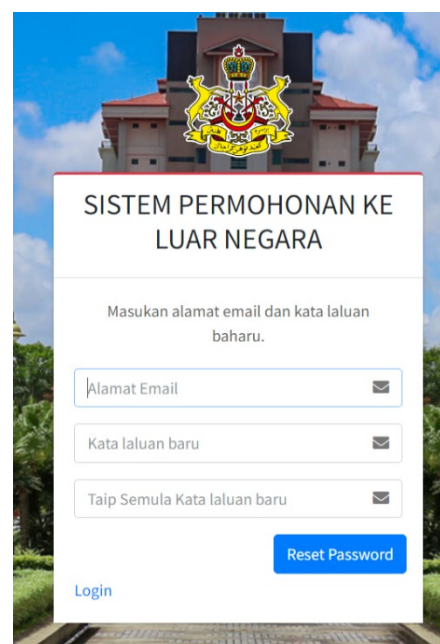 SISTEM PERMOHONAN KE
LUAR NEGARA
Masukan alamat email dan kata laluan
baharu.
Alamat Email
Kata laluan baru
Taip Semula Kata laluan baru
Reset Password
Login